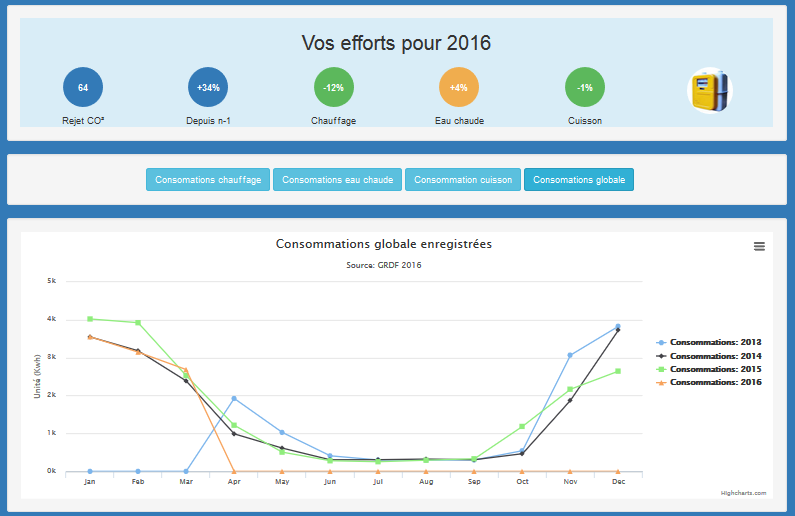 Vos efforts pour 2016
64 +34% -12% +4% -1%
Rejet CO² Depuis n-1 Chauffage Eau chaude Cuisson
Consomations chauffage Consomations eau chaude Consommation cuisson Consomations globale
Consommations globale enregistrées
Source: GRDF 2016
Unité (Kwh)
5k
4k
3k
2k
1k
0k
Jan Feb Mar Apr May Jun Jul Aug Sep Oct Nov Dec
Consommations: 2013
Consommations: 2014
Consommations: 2015
Consommations: 2016
Highcharts.com